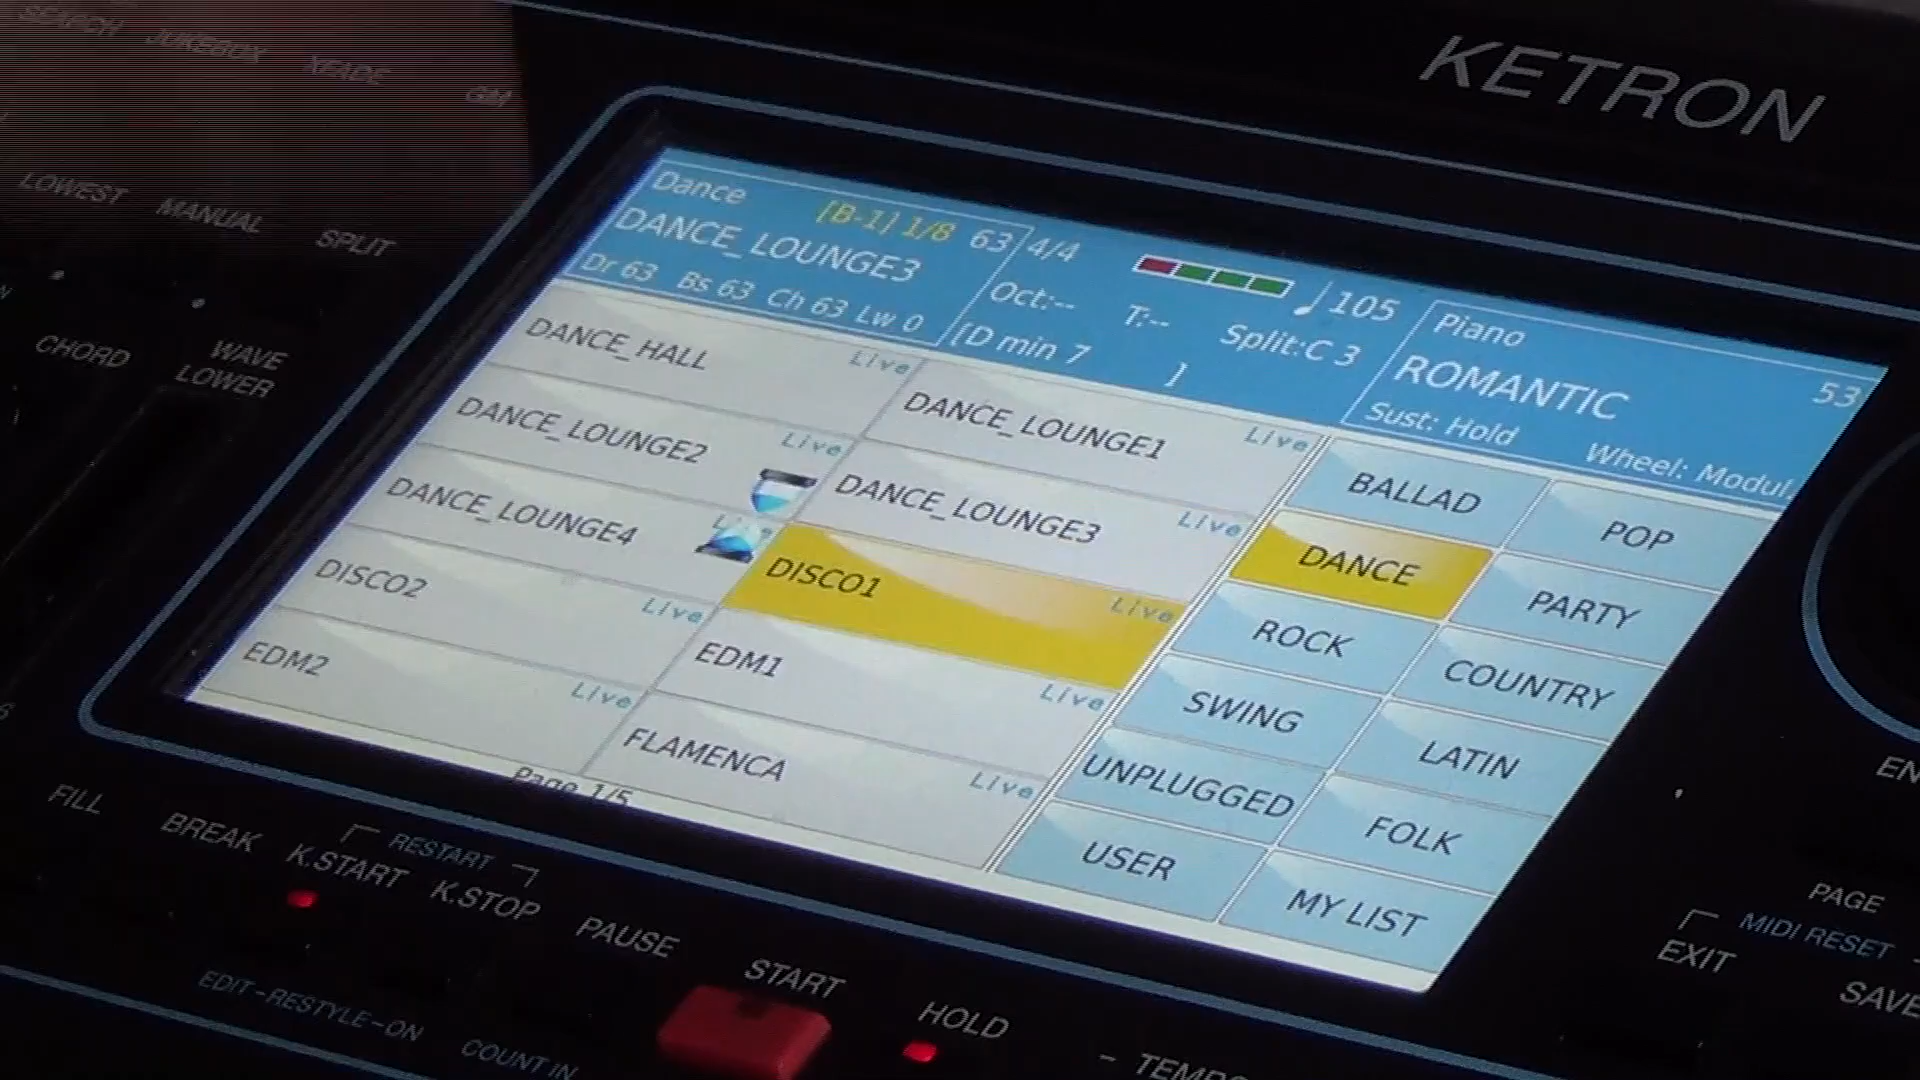 SEARCH JUKEBOX XFADE GM
KETRON
LOWEST MANUAL SPLIT
CHORD WAVE LOWER
Dance [B-1] 1/8 63
DANCE_LOUNGE3
Dr 63 Bs 63 Ch 63 Lw 0
4/4 105
Oct:-- T:-- Split:C 3
[D min 7 ]
Piano
ROMANTIC 53
Sust: Hold Wheel: Modul.
DANCE_HALL Live
DANCE_LOUNGE1 Live
DANCE_LOUNGE2 Live
DANCE_LOUNGE3 Live
DANCE_LOUNGE4 Live
DISCO1 Live
DISCO2 Live
EDM1 Live
EDM2 Live
FLAMENCA Live
Page 1/5
BALLAD POP
DANCE PARTY
ROCK COUNTRY
SWING LATIN
UNPLUGGED FOLK
USER MY LIST
FILL BREAK K.START RESTART K.STOP PAUSE START HOLD
EDIT-RESTYLE-ON COUNT IN
PAGE
MIDI RESET
EXIT SAVE